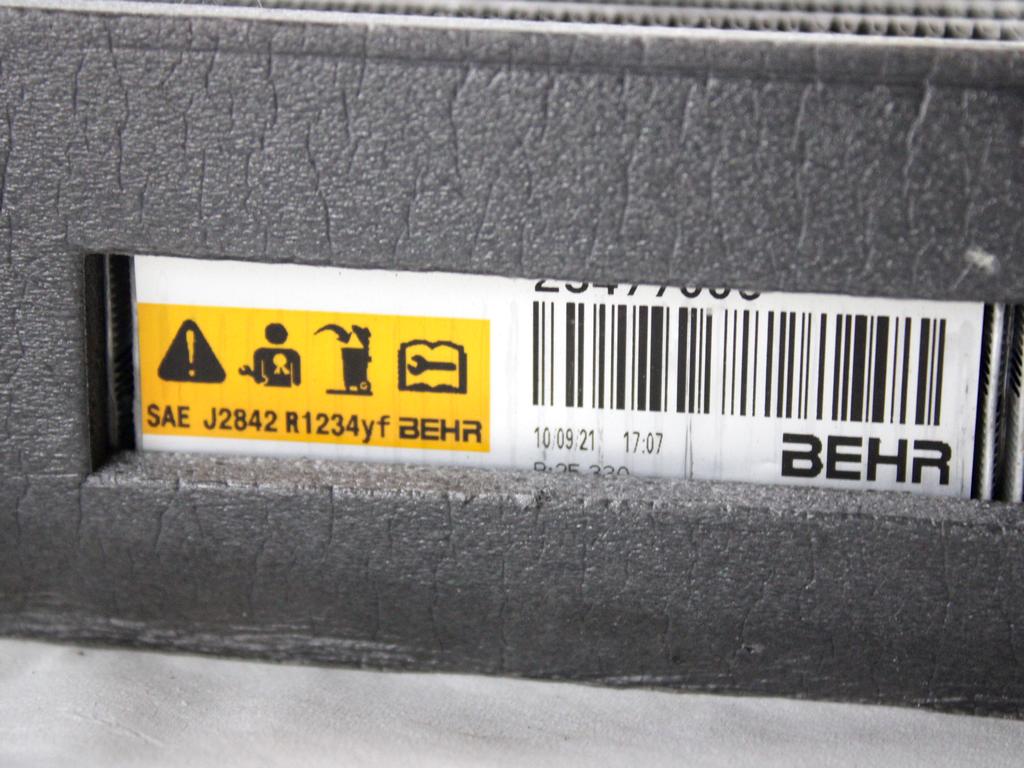 SAE J2842 R1234yf BEHR
10/09/21 17:07
BEHR